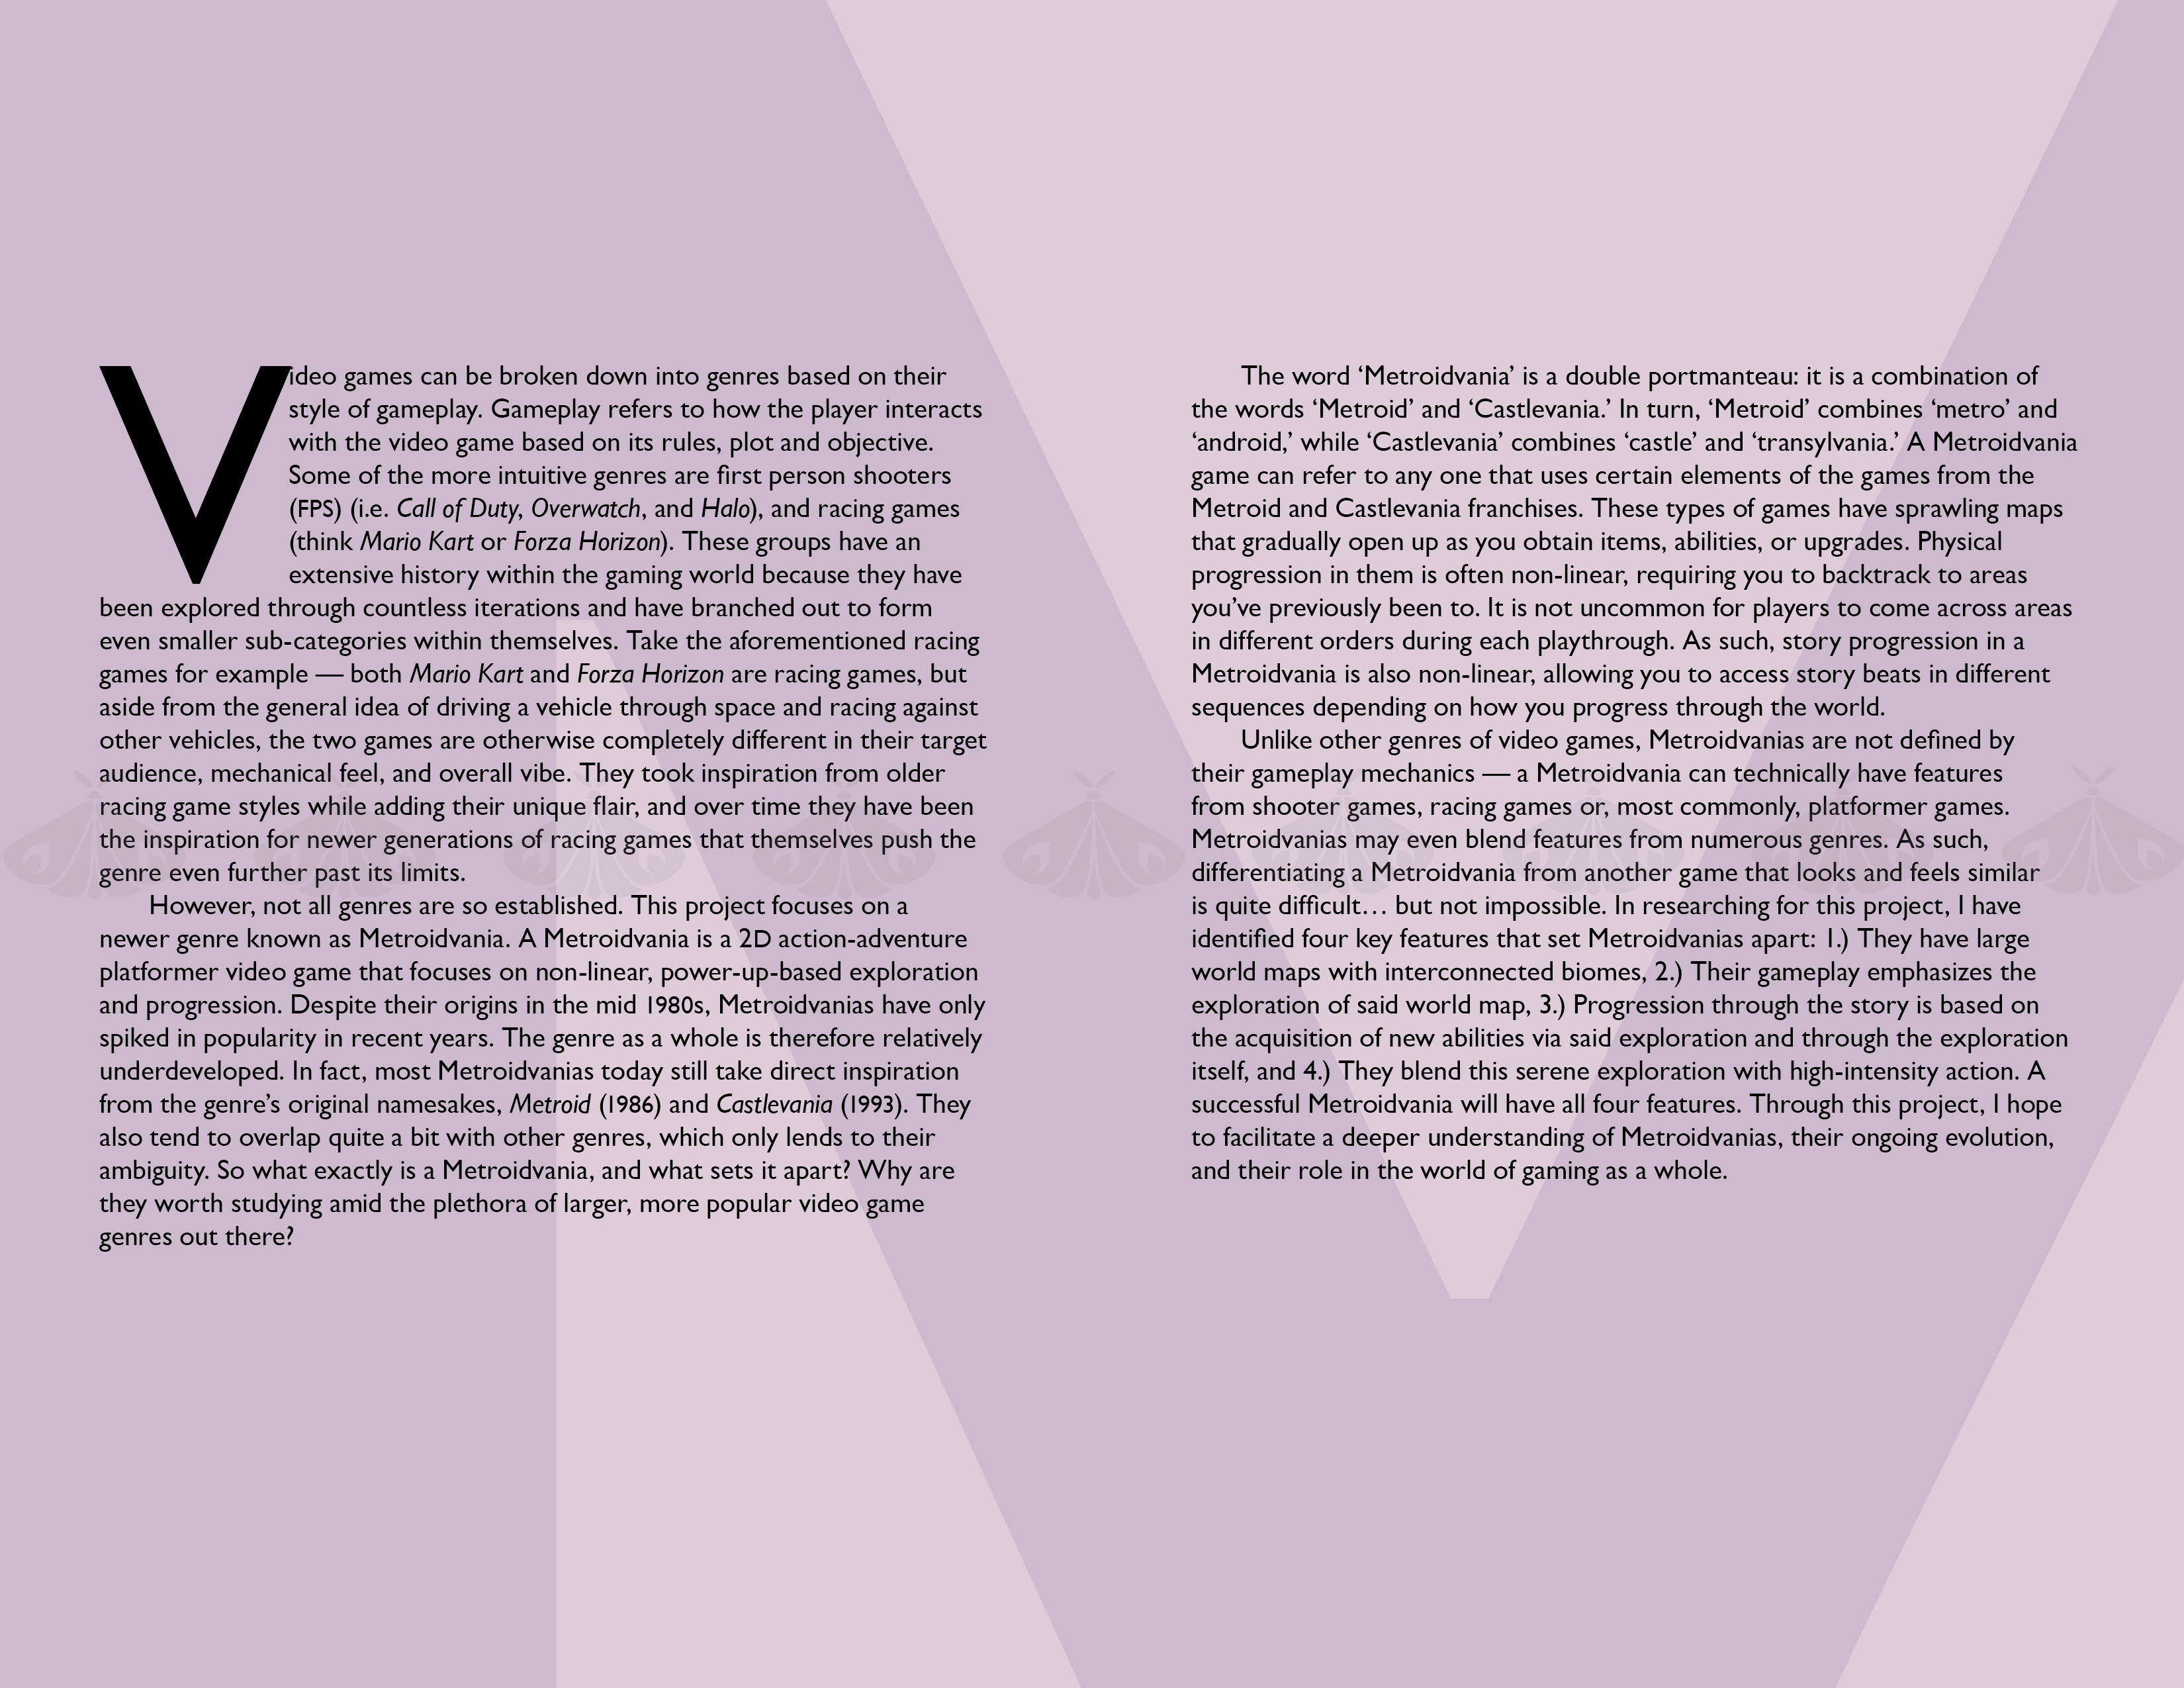 Video games can be broken down into genres based on their
style of gameplay. Gameplay refers to how the player interacts
with the video game based on its rules, plot and objective.
Some of the more intuitive genres are first person shooters
(FPS) (i.e. Call of Duty, Overwatch, and Halo), and racing games
(think Mario Kart or Forza Horizon). These groups have an
extensive history within the gaming world because they have
been explored through countless iterations and have branched out to form
even smaller sub-categories within themselves. Take the aforementioned racing
games for example — both Mario Kart and Forza Horizon are racing games, but
aside from the general idea of driving a vehicle through space and racing against
other vehicles, the two games are otherwise completely different in their target
audience, mechanical feel, and overall vibe. They took inspiration from older
racing game styles while adding their unique flair, and over time they have been
the inspiration for newer generations of racing games that themselves push the
genre even further past its limits.
However, not all genres are so established. This project focuses on a
newer genre known as Metroidvania. A Metroidvania is a 2D action-adventure
platformer video game that focuses on non-linear, power-up-based exploration
and progression. Despite their origins in the mid 1980s, Metroidvanias have only
spiked in popularity in recent years. The genre as a whole is therefore relatively
underdeveloped. In fact, most Metroidvanias today still take direct inspiration
from the genre’s original namesakes, Metroid (1986) and Castlevania (1993). They
also tend to overlap quite a bit with other genres, which only lends to their
ambiguity. So what exactly is a Metroidvania, and what sets it apart? Why are
they worth studying amid the plethora of larger, more popular video game
genres out there?
The word ‘Metroidvania’ is a double portmanteau: it is a combination of
the words ‘Metroid’ and ‘Castlevania.’ In turn, ‘Metroid’ combines ‘metro’ and
‘android,’ while ‘Castlevania’ combines ‘castle’ and ‘transylvania.’ A Metroidvania
game can refer to any one that uses certain elements of the games from the
Metroid and Castlevania franchises. These types of games have sprawling maps
that gradually open up as you obtain items, abilities, or upgrades. Physical
progression in them is often non-linear, requiring you to backtrack to areas
you’ve previously been to. It is not uncommon for players to come across areas
in different orders during each playthrough. As such, story progression in a
Metroidvania is also non-linear, allowing you to access story beats in different
sequences depending on how you progress through the world.
Unlike other genres of video games, Metroidvanias are not defined by
their gameplay mechanics — a Metroidvania can technically have features
from shooter games, racing games or, most commonly, platformer games.
Metroidvanias may even blend features from numerous genres. As such,
differentiating a Metroidvania from another game that looks and feels similar
is quite difficult… but not impossible. In researching for this project, I have
identified four key features that set Metroidvanias apart: 1.) They have large
world maps with interconnected biomes, 2.) Their gameplay emphasizes the
exploration of said world map, 3.) Progression through the story is based on
the acquisition of new abilities via said exploration and through the exploration
itself, and 4.) They blend this serene exploration with high-intensity action. A
successful Metroidvania will have all four features. Through this project, I hope
to facilitate a deeper understanding of Metroidvanias, their ongoing evolution,
and their role in the world of gaming as a whole.